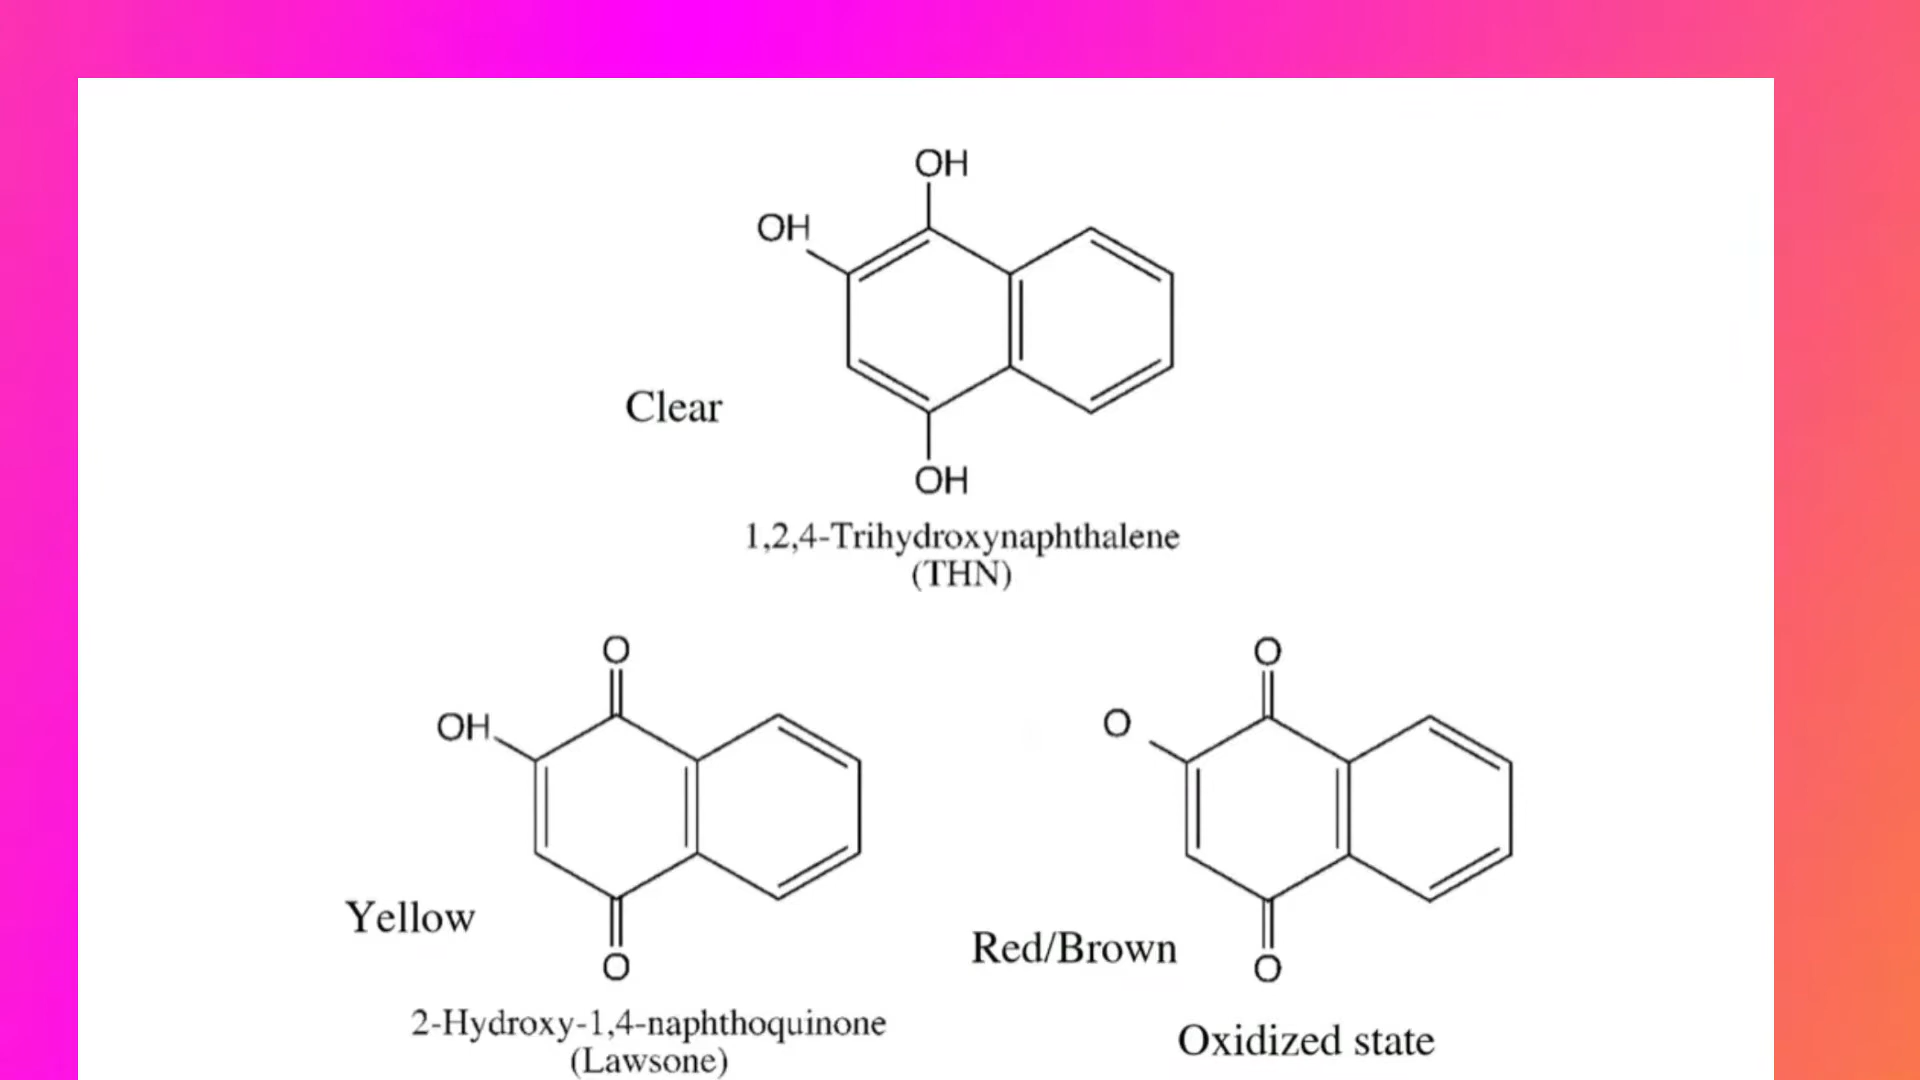 OH
OH
Clear
OH
1,2,4-Trihydroxynaphthalene
(THN)
O
OH
Yellow
O
2-Hydroxy-1,4-naphthoquinone
(Lawsone)
O
O
Red/Brown
O
Oxidized state